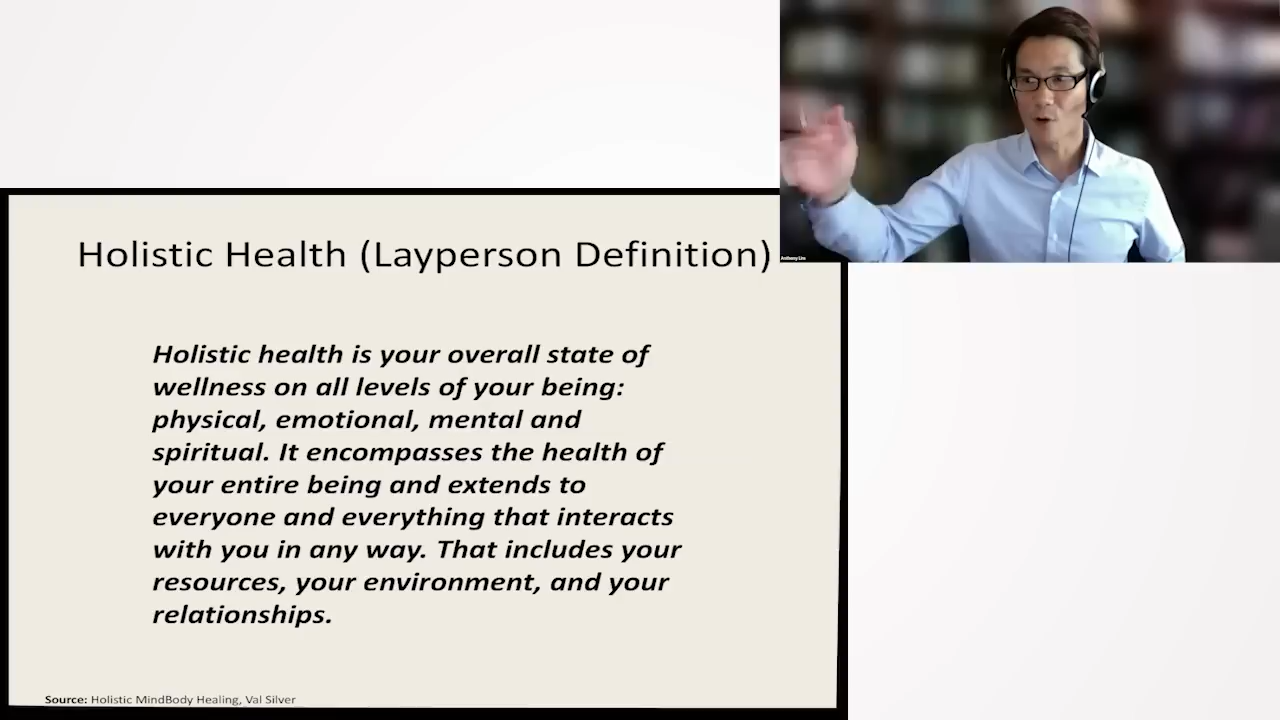 Anthony Lim
Holistic Health (Layperson Definition)
Holistic health is your overall state of
wellness on all levels of your being:
physical, emotional, mental and
spiritual. It encompasses the health of
your entire being and extends to
everyone and everything that interacts
with you in any way. That includes your
resources, your environment, and your
relationships.
Source: Holistic MindBody Healing, Val Silver